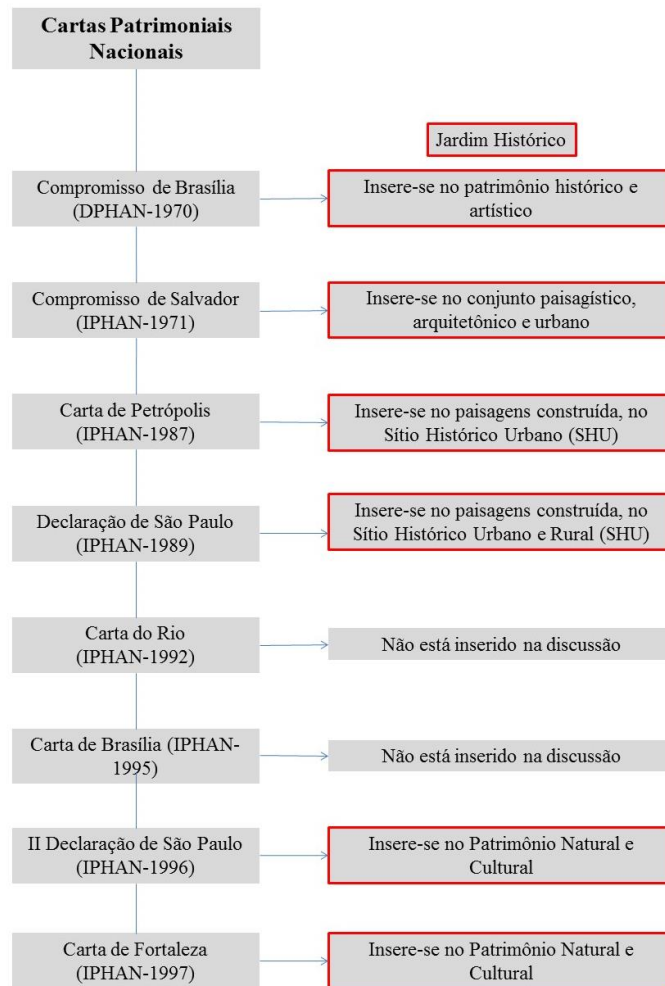 Cartas Patrimoniais
Nacionais
Jardim Histórico
Compromisso de Brasília
(DPHAN-1970)
Insere-se no patrimônio histórico e
artístico
Compromisso de Salvador
(IPHAN-1971)
Insere-se no conjunto paisagístico,
arquitetônico e urbano
Carta de Petrópolis
(IPHAN-1987)
Insere-se no paisagens construída, no
Sítio Histórico Urbano (SHU)
Declaração de São Paulo
(IPHAN-1989)
Insere-se no paisagens construída, no
Sítio Histórico Urbano e Rural (SHU)
Carta do Rio
(IPHAN-1992)
Não está inserido na discussão
Carta de Brasília (IPHAN-
1995)
Não está inserido na discussão
II Declaração de São Paulo
(IPHAN-1996)
Insere-se no Patrimônio Natural e
Cultural
Carta de Fortaleza
(IPHAN-1997)
Insere-se no Patrimônio Natural e
Cultural